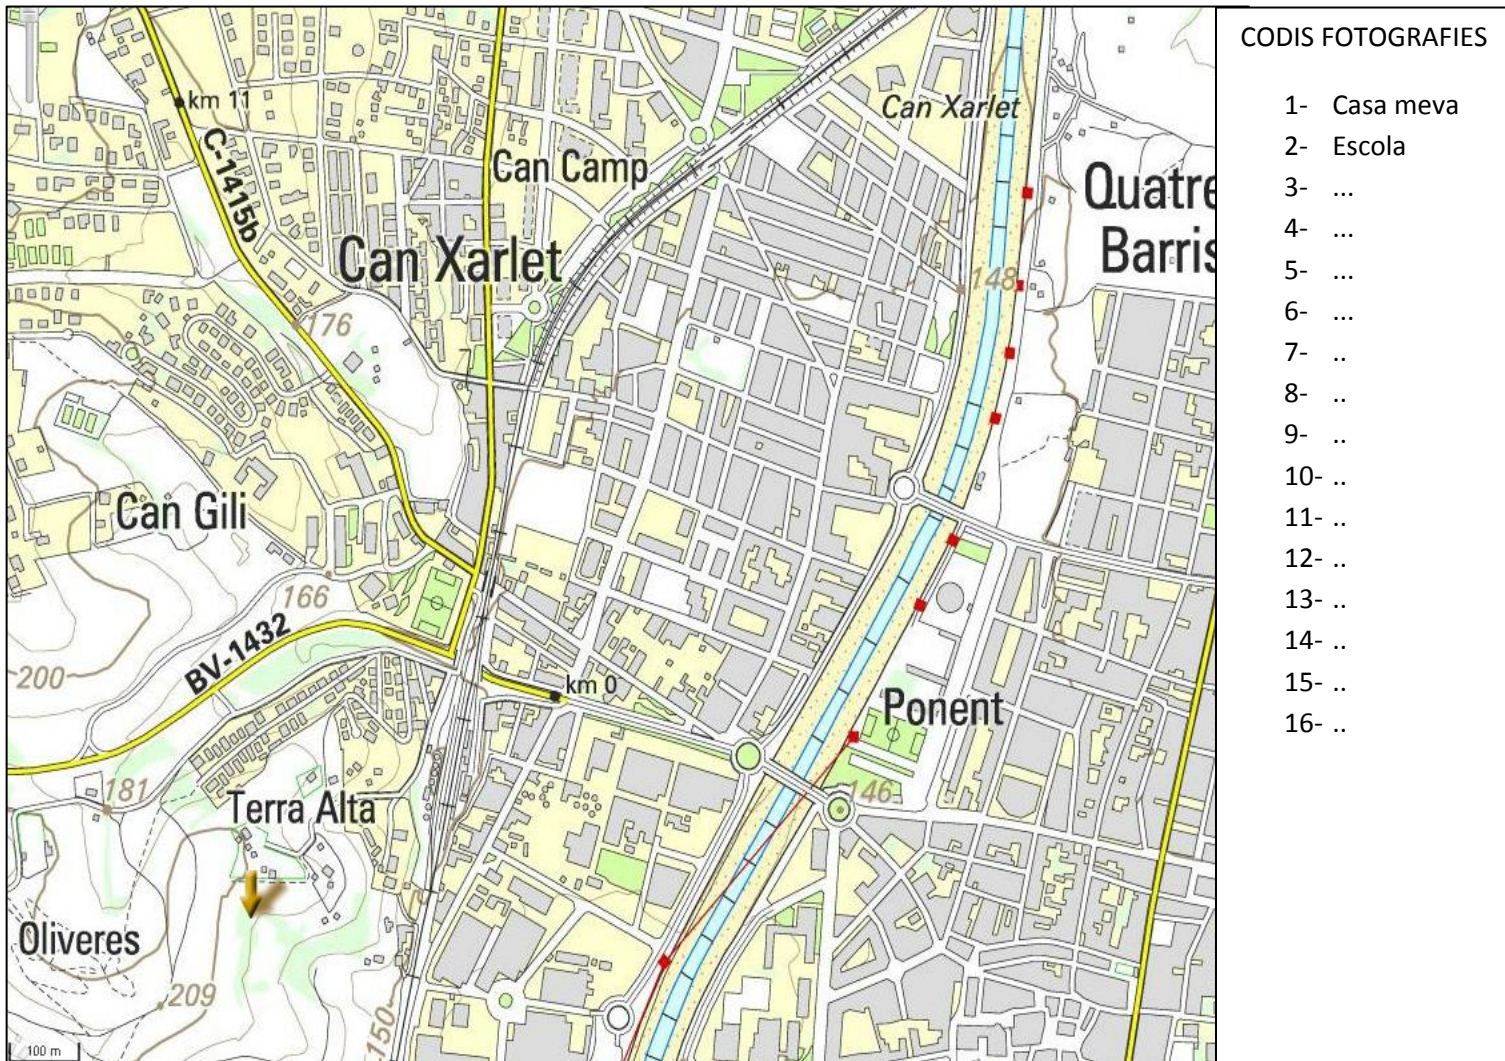 km 11
C-1415b
Can Camp
Can Xarlet
Can Xarlet
Quatre
Barris
148
176
Can Gili
166
BV-1432
200
km 0
Ponent
181
Terra Alta
146
Oliveres
209
150
100 m
CODIS FOTOGRAFIES
1- Casa meva
2- Escola
3- ...
4- ...
5- ...
6- ...
7- ..
8- ..
9- ..
10- ..
11- ..
12- ..
13- ..
14- ..
15- ..
16- ..